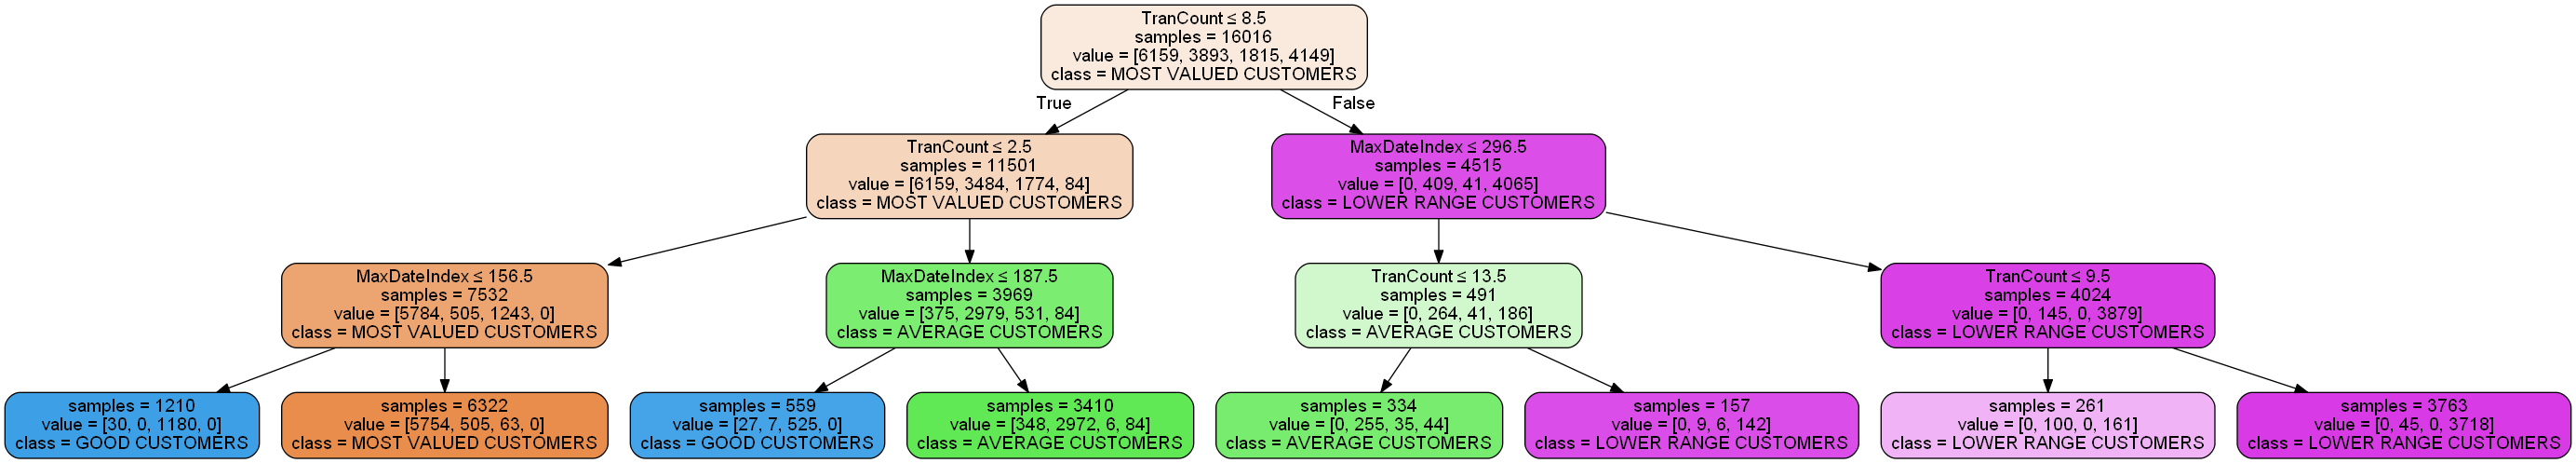 TranCount ≤ 8.5
samples = 16016
value = [6159, 3893, 1815, 4149]
class = MOST VALUED CUSTOMERS
True
False
TranCount ≤ 2.5
samples = 11501
value = [6159, 3484, 1774, 84]
class = MOST VALUED CUSTOMERS
MaxDateIndex ≤ 296.5
samples = 4515
value = [0, 409, 41, 4065]
class = LOWER RANGE CUSTOMERS
MaxDateIndex ≤ 156.5
samples = 7532
value = [5784, 505, 1243, 0]
class = MOST VALUED CUSTOMERS
MaxDateIndex ≤ 187.5
samples = 3969
value = [375, 2979, 531, 84]
class = AVERAGE CUSTOMERS
TranCount ≤ 13.5
samples = 491
value = [0, 264, 41, 186]
class = AVERAGE CUSTOMERS
TranCount ≤ 9.5
samples = 4024
value = [0, 145, 0, 3879]
class = LOWER RANGE CUSTOMERS
samples = 1210
value = [30, 0, 1180, 0]
class = GOOD CUSTOMERS
samples = 6322
value = [5754, 505, 63, 0]
class = MOST VALUED CUSTOMERS
samples = 559
value = [27, 7, 525, 0]
class = GOOD CUSTOMERS
samples = 3410
value = [348, 2972, 6, 84]
class = AVERAGE CUSTOMERS
samples = 334
value = [0, 255, 35, 44]
class = AVERAGE CUSTOMERS
samples = 157
value = [0, 9, 6, 142]
class = LOWER RANGE CUSTOMERS
samples = 261
value = [0, 100, 0, 161]
class = LOWER RANGE CUSTOMERS
samples = 3763
value = [0, 45, 0, 3718]
class = LOWER RANGE CUSTOMERS